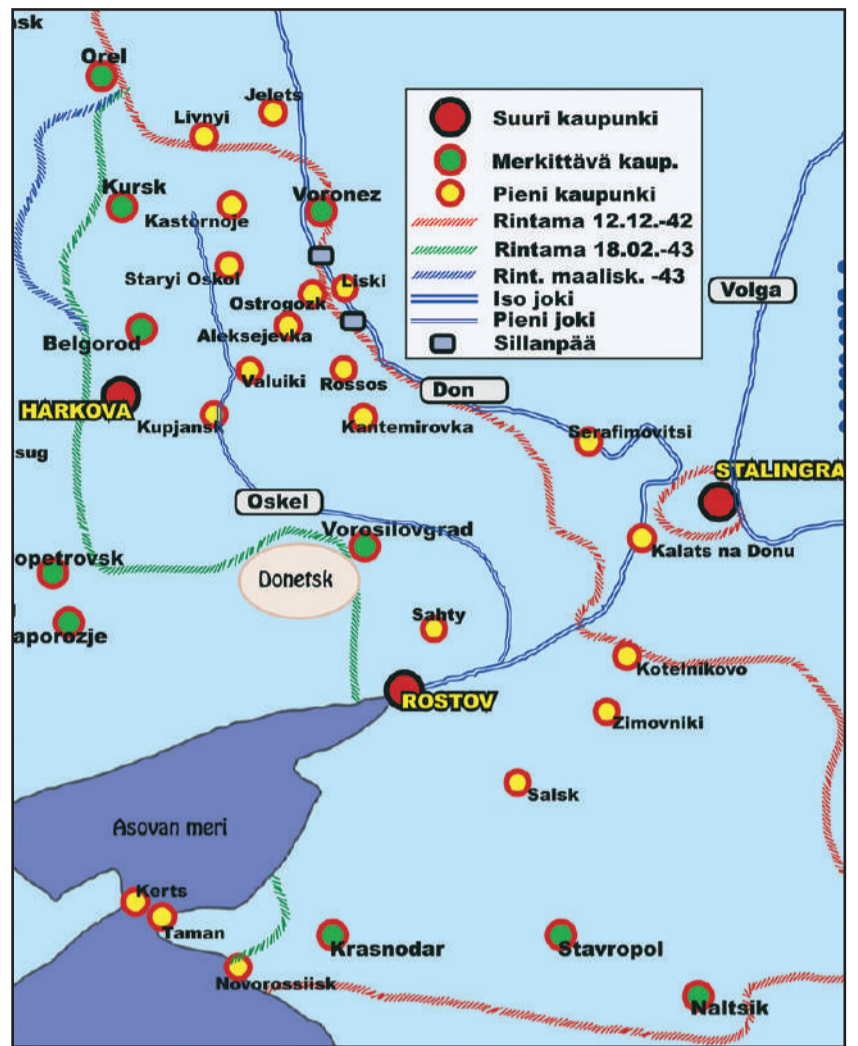 nsk
Orel
Jelets
Livnyi
Kursk
Kastornoje
Voronez
Staryi Oskol
Liski
Ostrogozk
Belgorod
Aleksejevka
Valuiki
Rossos
HARKOVA
Kupjansk
Kantemirovka
Don
Serafimovitsi
sug
STALINGRA
Oskel
Vorosilovgrad
Kalats na Donu
opetrovsk
Donetsk
aporozje
Sahty
Kotelnikovo
ROSTOV
Zimovniki
Salsk
Asovan meri
Kerts
Taman
Krasnodar
Stavropol
Novorossiisk
Naltsik
Volga
Suuri kaupunki
Merkittävä kaup.
Pieni kaupunki
Rintama 12.12.-42
Rintama 18.02.-43
Rint. maalisk. -43
Iso joki
Pieni joki
Sillanpää